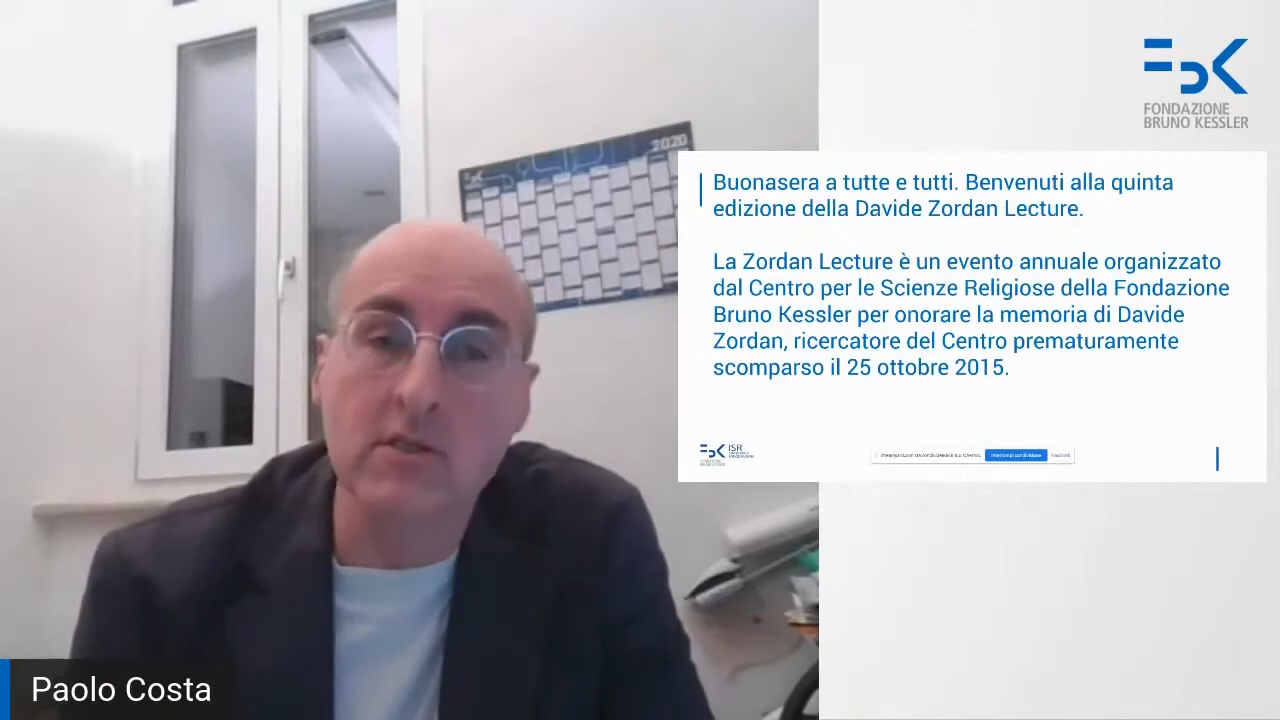 2020
FONDAZIONE
BRUNO KESSLER
Buonasera a tutte e tutti. Benvenuti alla quinta
edizione della Davide Zordan Lecture.
La Zordan Lecture è un evento annuale organizzato
dal Centro per le Scienze Religiose della Fondazione
Bruno Kessler per onorare la memoria di Davide
Zordan, ricercatore del Centro prematuramente
scomparso il 25 ottobre 2015.
ISR
Interrompi condivisione
Nascondi
Paolo Costa